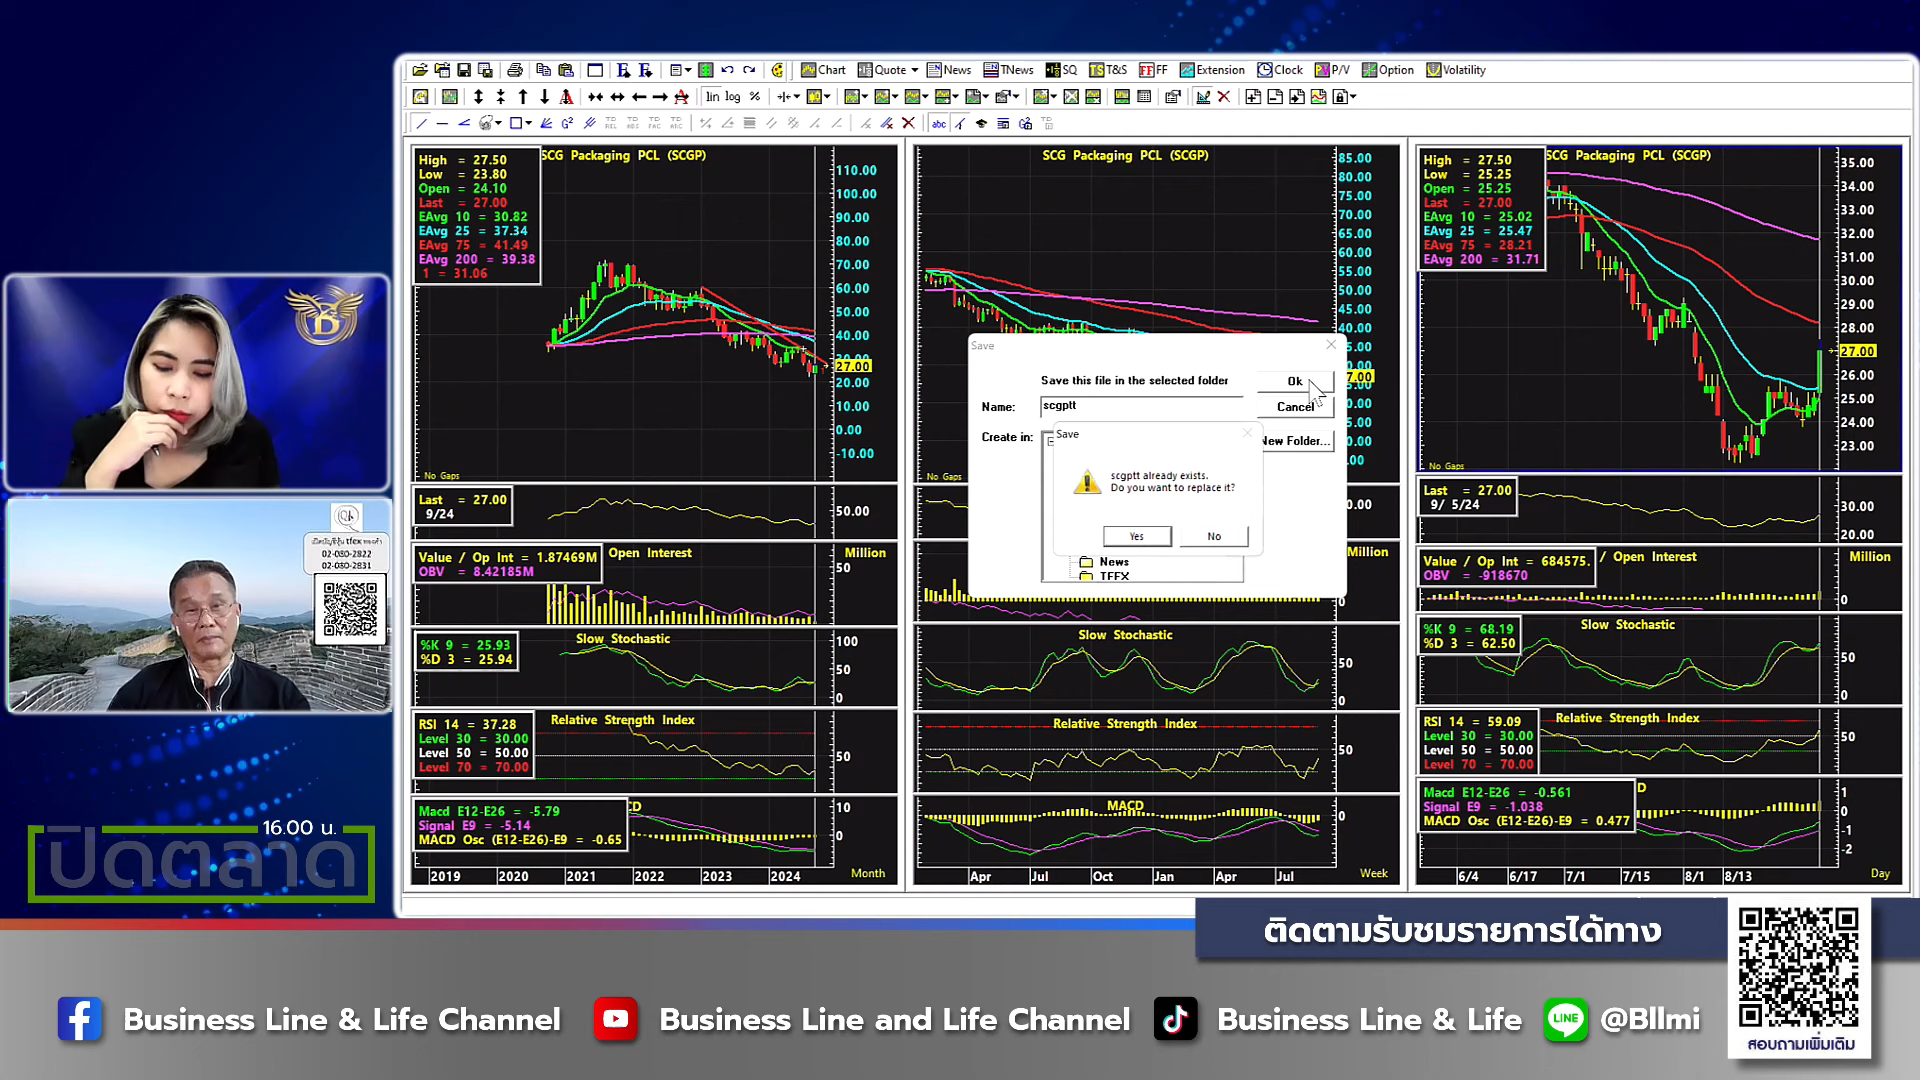 Chart Quote News TNews SQ TS T&S FF FF Extension Clock P/V Option Volatility
lin log %
abc
High = 27.50
Low = 23.80
Open = 24.10
Last = 27.00
EAvg 10 = 30.82
EAvg 25 = 37.34
EAvg 75 = 41.49
EAvg 200 = 39.38
1 = 31.06
SCG Packaging PCL (SCGP)
110.00
100.00
90.00
80.00
70.00
60.00
50.00
40.00
30.00
27.00
20.00
10.00
0.00
-10.00
No Gaps
Last = 27.00
9/24
50.00
Value / Op Int = 1.87469M
OBV = 8.42185M
Open Interest
Million
50
0
%K 9 = 25.93
%D 3 = 25.94
Slow Stochastic
100
50
0
RSI 14 = 37.28
Level 30 = 30.00
Level 50 = 50.00
Level 70 = 70.00
Relative Strength Index
50
Macd E12-E26 = -5.79
Signal E9 = -5.14
MACD Osc (E12-E26)-E9 = -0.65
CD
10
0
2019 2020 2021 2022 2023 2024 Month
SCG Packaging PCL (SCGP)
85.00
80.00
75.00
70.00
65.00
60.00
55.00
50.00
45.00
40.00
35.00
7.00
No Gaps
Save
Save this file in the selected folder
Ok
Name: scgptt
Cancel
Create in:
New Folder...
Save
scgptt already exists.
Do you want to replace it?
Yes No
News
TFEX
Million
0
Slow Stochastic
50
0
Relative Strength Index
50
MACD
0
Apr Jul Oct Jan Apr Jul Week
High = 27.50
Low = 25.25
Open = 25.25
Last = 27.00
EAvg 10 = 25.02
EAvg 25 = 25.47
EAvg 75 = 28.21
EAvg 200 = 31.71
SCG Packaging PCL (SCGP)
35.00
34.00
33.00
32.00
31.00
30.00
29.00
28.00
27.00
26.00
25.00
24.00
23.00
No Gaps
Last = 27.00
9/ 5/24
30.00
20.00
Value / Op Int = 684575.
OBV = -918670
/ Open Interest
Million
0
%K 9 = 68.19
%D 3 = 62.50
Slow Stochastic
50
0
RSI 14 = 59.09
Level 30 = 30.00
Level 50 = 50.00
Level 70 = 70.00
Relative Strength Index
50
Macd E12-E26 = -0.561
Signal E9 = -1.038
MACD Osc (E12-E26)-E9 = 0.477
D
1
0
-1
-2
6/4 6/17 7/1 7/15 8/1 8/13 Day
02-080-2822
02-080-2831
16.00 น.
ปิดตลาด
ติดตามรับชมรายการได้ทาง
Business Line & Life Channel
Business Line and Life Channel
Business Line & Life
LINE @Bllmi
สอบถามเพิ่มเติม